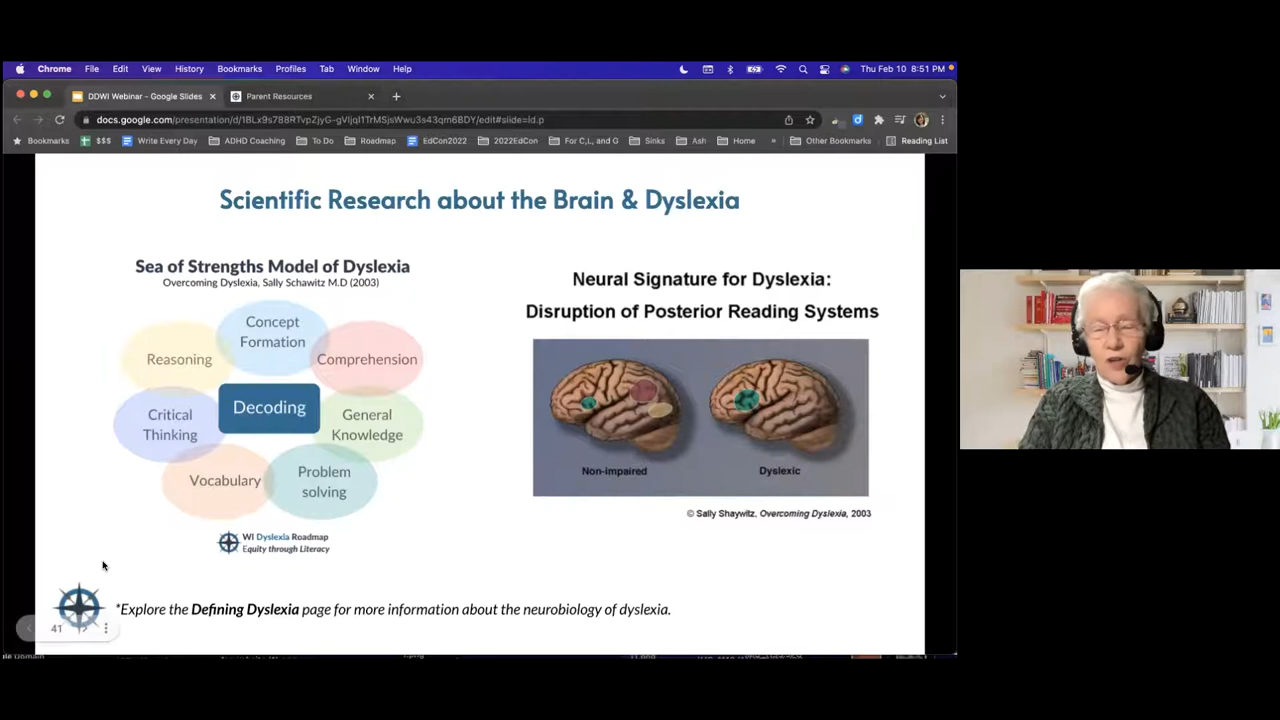 Chrome File Edit View History Bookmarks Profiles Tab Window Help Thu Feb 10 8:51 PM
DDWI Webinar - Google Slides Parent Resources
docs.google.com/presentation/d/1BLx9s788RTvpZjyG-gVIjqI1TrMSjsWwu3s43qm6BDY/edit#slide=id.p
Bookmarks $$$ Write Every Day ADHD Coaching To Do Roadmap EdCon2022 2022EdCon For C,L, and G Sinks Ash Home » Other Bookmarks Reading List
Scientific Research about the Brain & Dyslexia
Sea of Strengths Model of Dyslexia
Overcoming Dyslexia, Sally Schawitz M.D (2003)
Concept
Formation
Reasoning
Comprehension
Decoding
Critical
Thinking
General
Knowledge
Vocabulary
Problem
solving
WI Dyslexia Roadmap
Equity through Literacy
Neural Signature for Dyslexia:
Disruption of Posterior Reading Systems
Non-impaired Dyslexic
© Sally Shaywitz, Overcoming Dyslexia, 2003
*Explore the Defining Dyslexia page for more information about the neurobiology of dyslexia.
41